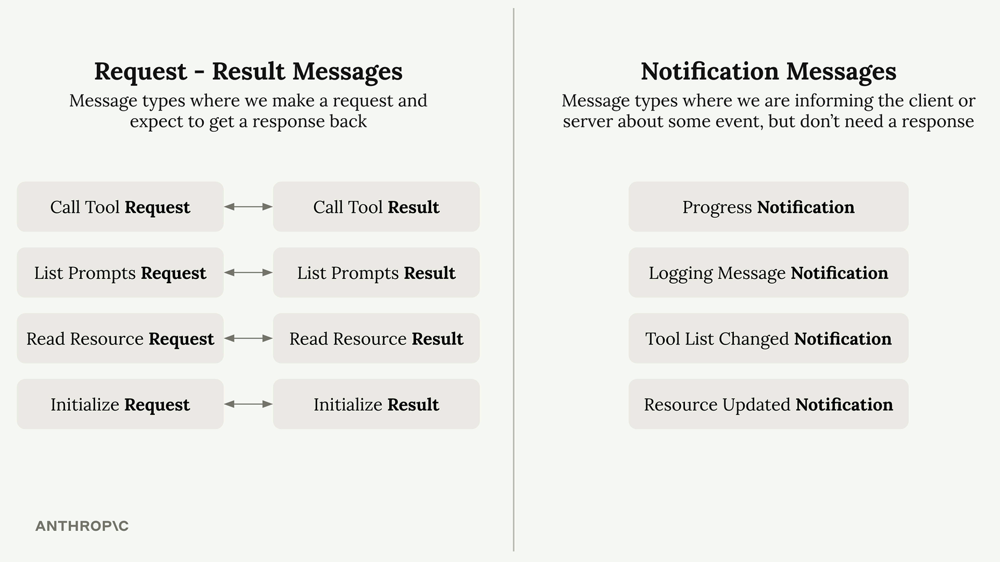 Request - Result Messages
Message types where we make a request and
expect to get a response back
Call Tool Request
Call Tool Result
List Prompts Request
List Prompts Result
Read Resource Request
Read Resource Result
Initialize Request
Initialize Result
Notification Messages
Message types where we are informing the client or
server about some event, but don’t need a response
Progress Notification
Logging Message Notification
Tool List Changed Notification
Resource Updated Notification
ANTHROP\C